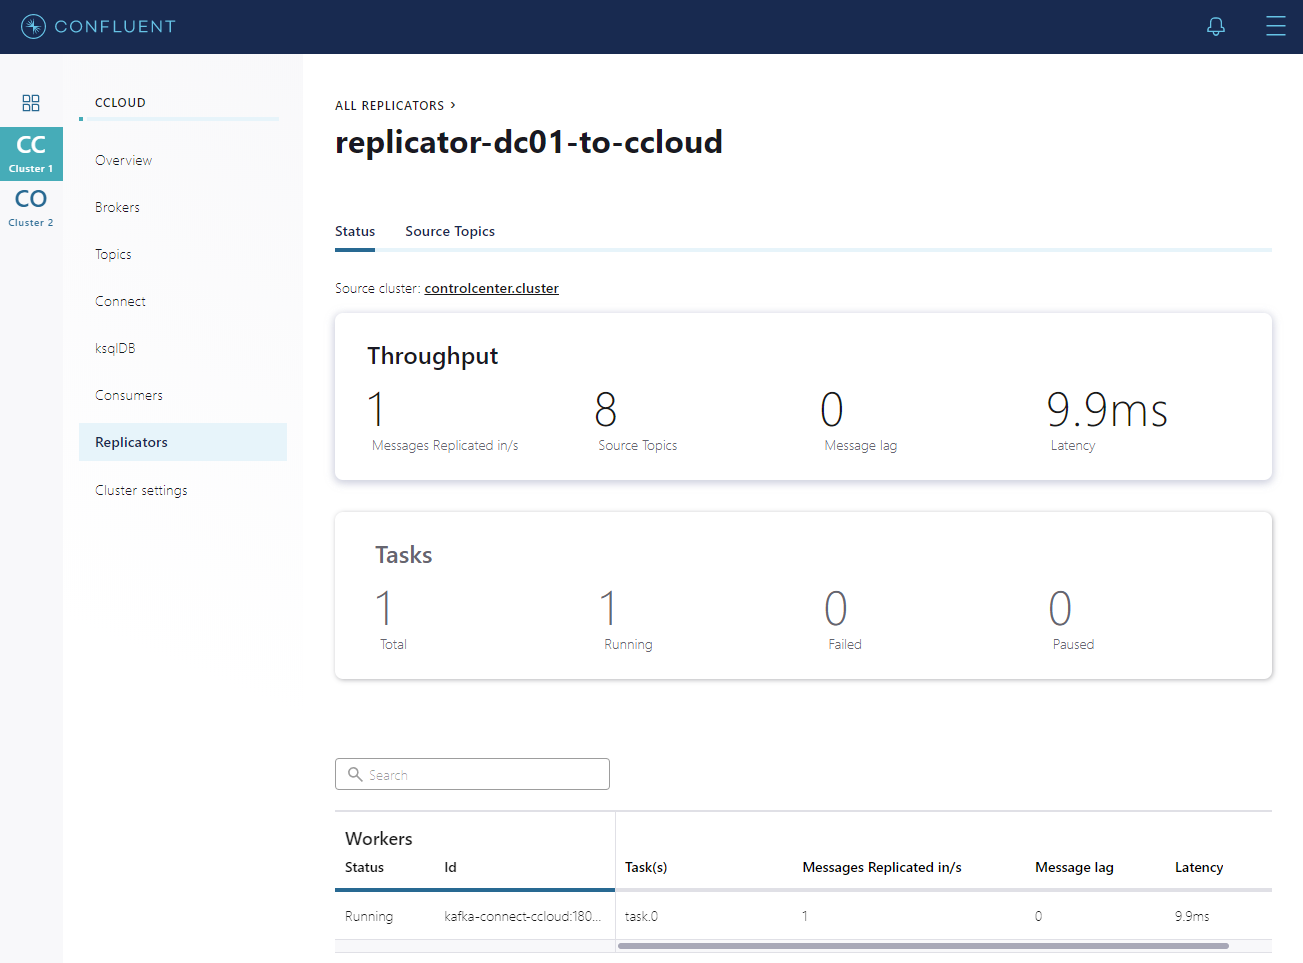 CONFLUENT
CC
Cluster 1
CO
Cluster 2
CCLOUD
Overview
Brokers
Topics
Connect
ksqlDB
Consumers
Replicators
Cluster settings
ALL REPLICATORS >
replicator-dc01-to-ccloud
Status Source Topics
Source cluster: controlcenter.cluster
Throughput
1 8 0 9.9ms
Messages Replicated in/s Source Topics Message lag Latency
Tasks
1 1 0 0
Total Running Failed Paused
Search
Workers
Status Id Task(s) Messages Replicated in/s Message lag Latency
Running kafka-connect-ccloud:180... task.0 1 0 9.9ms